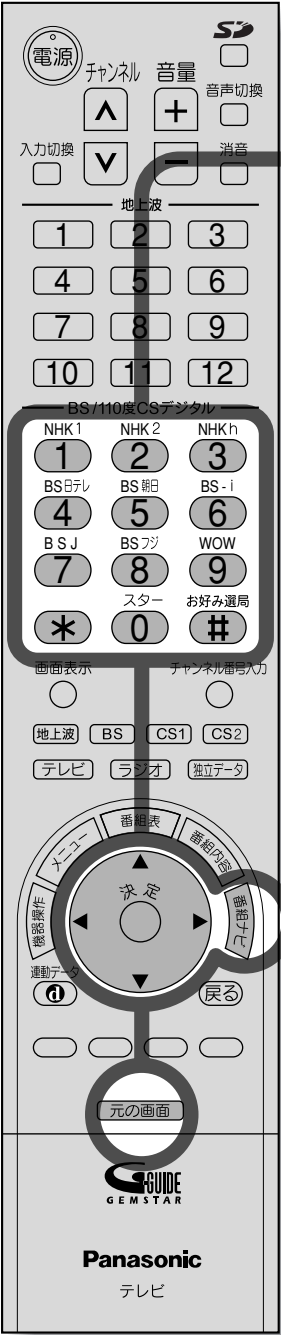 SD
電源
チャンネル 音量
音声切換
入力切換
消音
地上波
1 2 3
4 5 6
7 8 9
10 11 12
BS/110度CSデジタル
NHK1 NHK2 NHKh
1 2 3
BS日テレ BS朝日 BS-i
4 5 6
BSJ BSフジ WOW
7 8 9
スター お好み選局
* 0 #
画面表示 チャンネル番号入力
地上波 BS CS1 CS2
テレビ ラジオ 独立データ
機器操作 メニュー 番組表 番組内容 番組ナビ
決定
連動データ
d 戻る
元の画面
G-GUIDE
GEMSTAR
Panasonic
テレビ